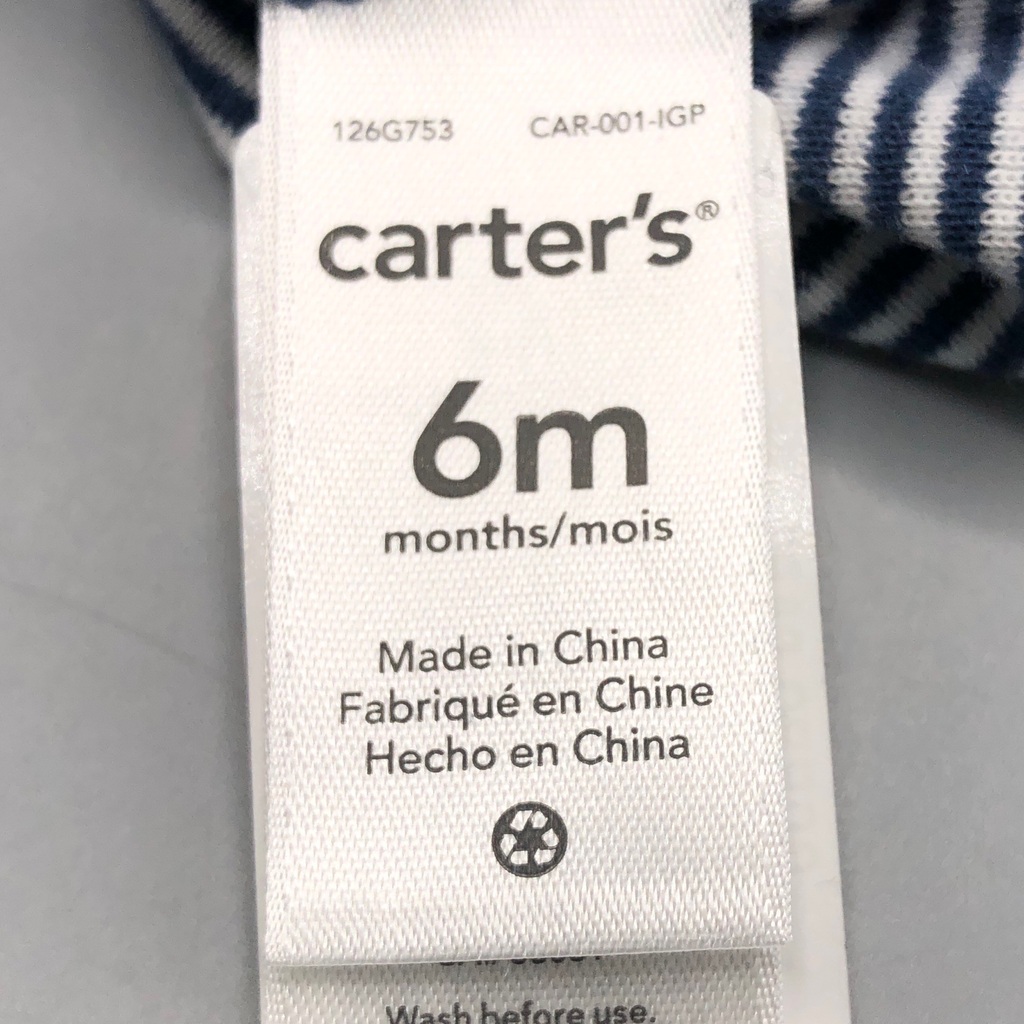 126G753 CAR-001-IGP
carter's®
6m
months/mois
Made in China
Fabriqué en Chine
Hecho en China
Wash before use.